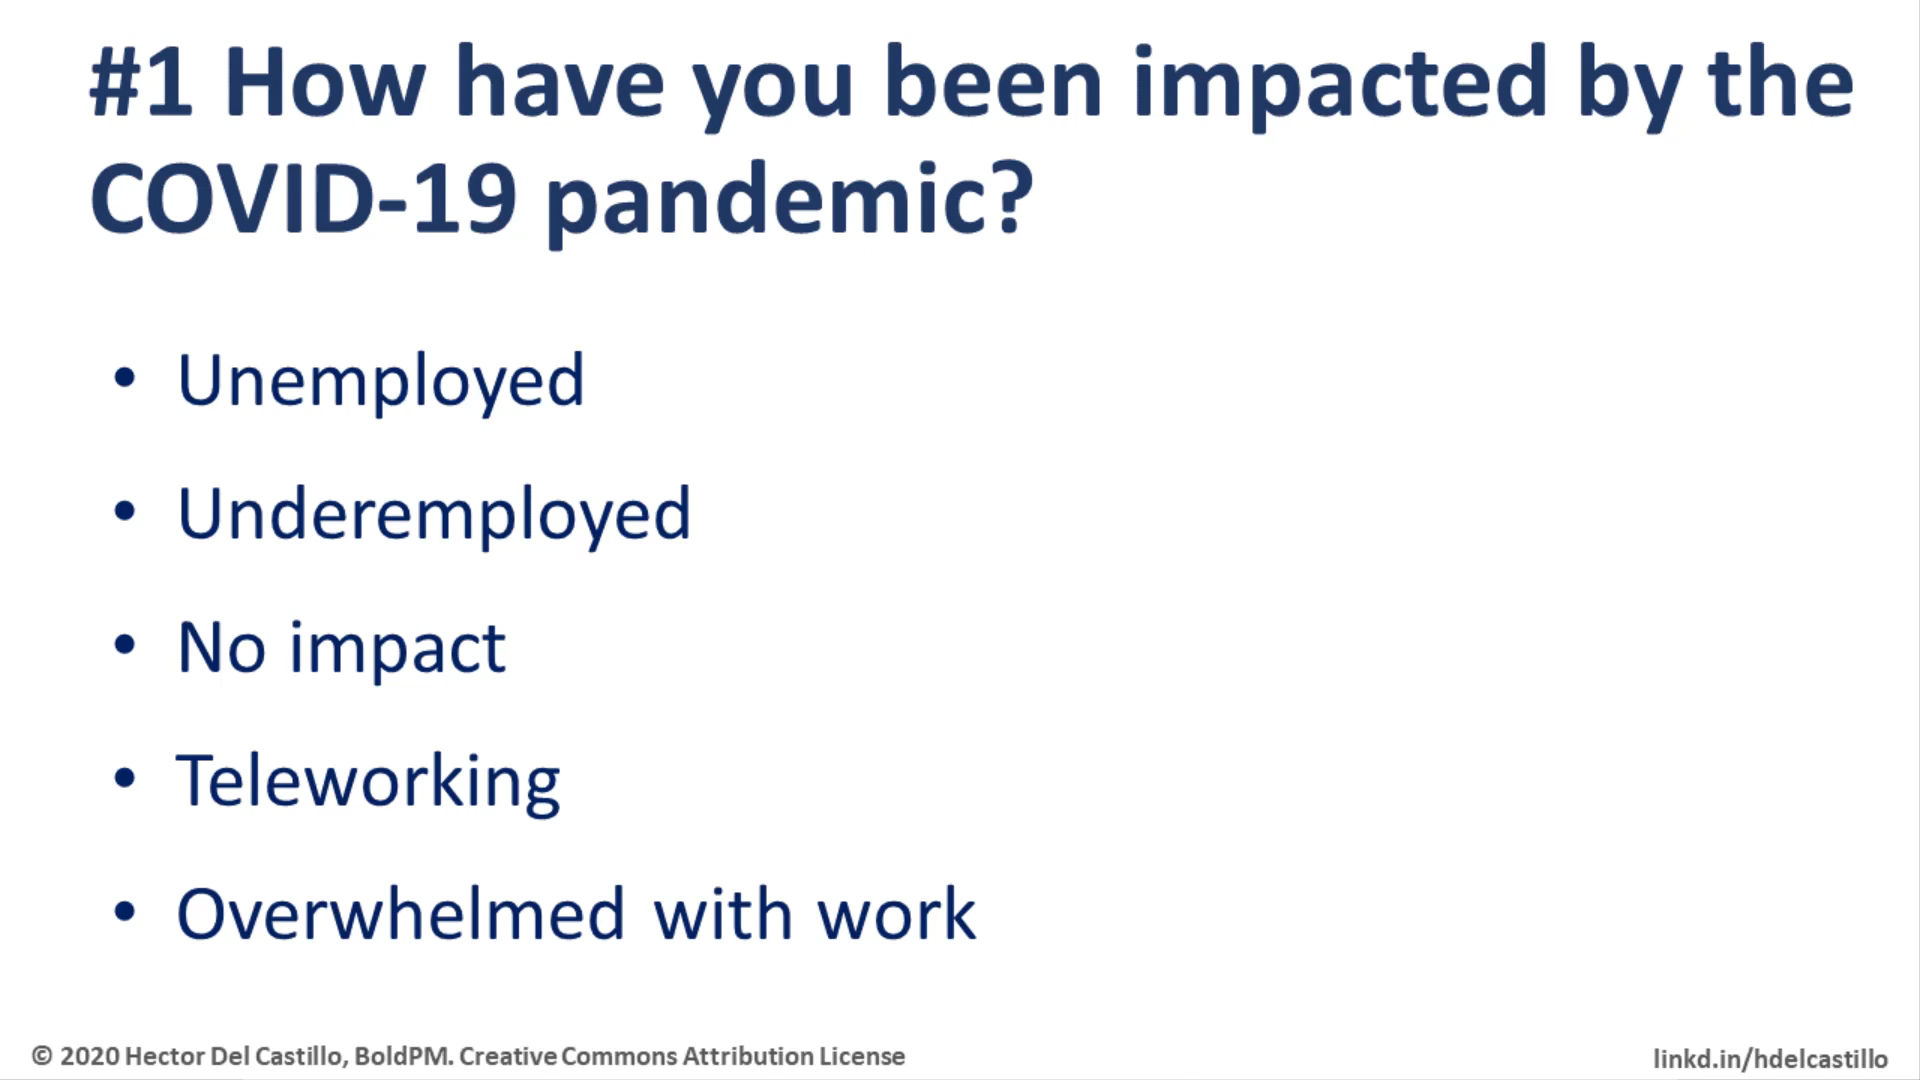 #1 How have you been impacted by the
COVID-19 pandemic?
• Unemployed
• Underemployed
• No impact
• Teleworking
• Overwhelmed with work
© 2020 Hector Del Castillo, BoldPM. Creative Commons Attribution License
linkd.in/hdelcastillo